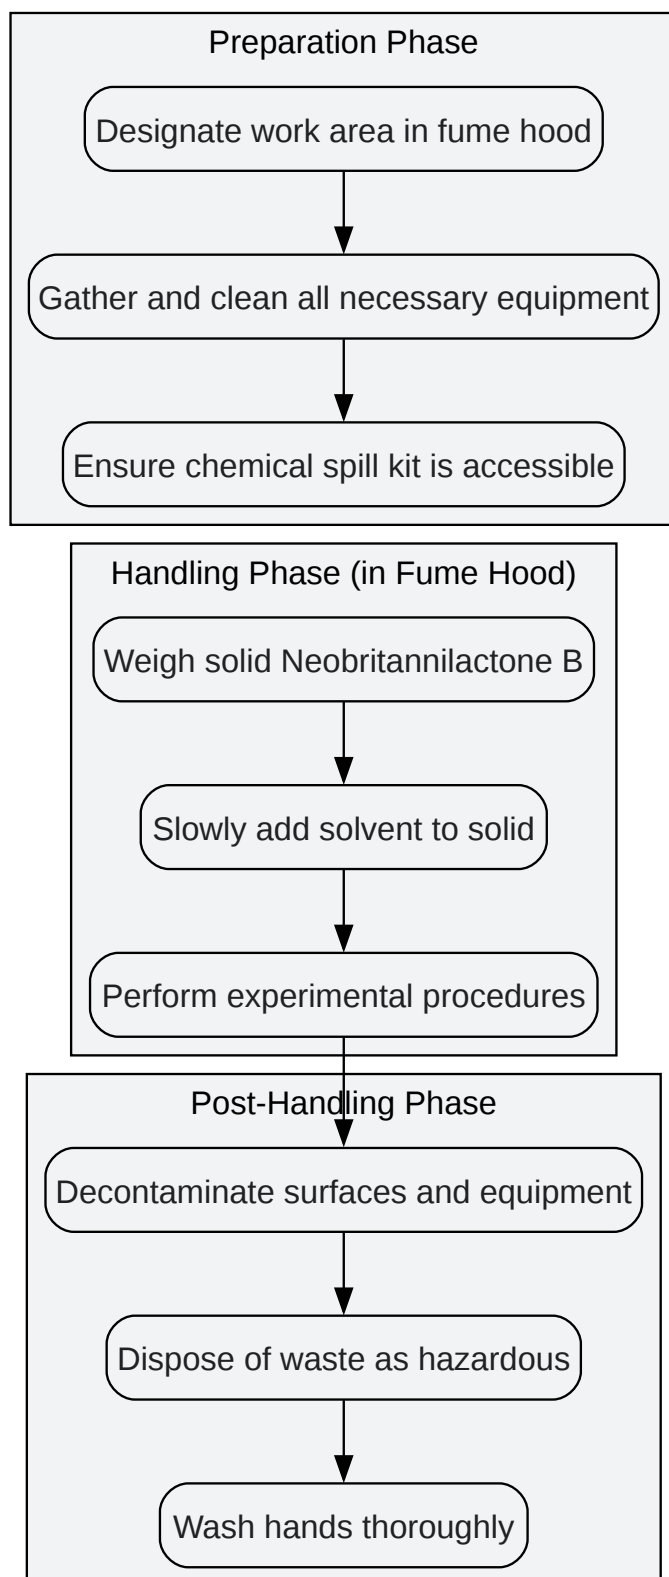 Preparation Phase
Designate work area in fume hood
Gather and clean all necessary equipment
Ensure chemical spill kit is accessible
Handling Phase (in Fume Hood)
Weigh solid Neobritannilactone B
Slowly add solvent to solid
Perform experimental procedures
Post-Handling Phase
Decontaminate surfaces and equipment
Dispose of waste as hazardous
Wash hands thoroughly